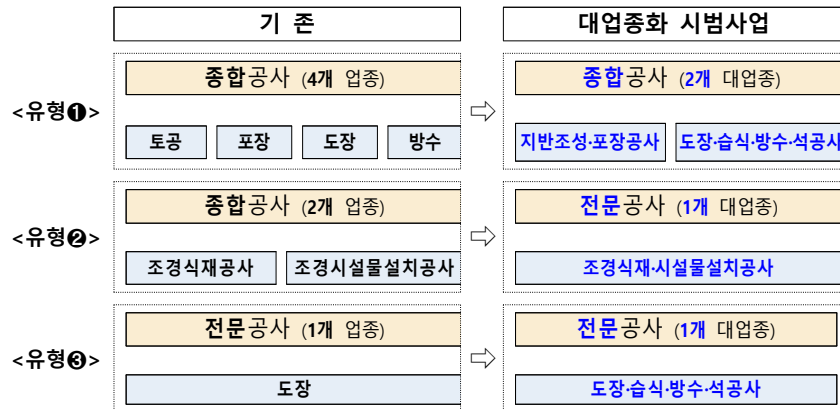 기 존
대업종화 시범사업
<유형❶>
종합공사 (4개 업종)
토공
포장
도장
방수
⇨
종합공사 (2개 대업종)
지반조성·포장공사
도장·습식·방수·석공사
<유형❷>
종합공사 (2개 업종)
조경식재공사
조경시설물설치공사
⇨
전문공사 (1개 대업종)
조경식재·시설물설치공사
<유형❸>
전문공사 (1개 업종)
도장
⇨
전문공사 (1개 대업종)
도장·습식·방수·석공사